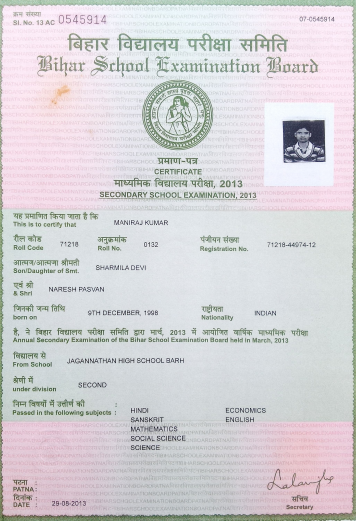 क्रम संख्या
Sl. No. 13 AC 0545914
07-0545914
बिहार विद्यालय परीक्षा समिति
Bihar School Examination Board
प्रमाण-पत्र
CERTIFICATE
माध्यमिक विद्यालय परीक्षा, 2013
SECONDARY SCHOOL EXAMINATION, 2013
यह प्रमाणित किया जाता है कि
This is to certify that MANIRAJ KUMAR
रौल कोड अनुक्रमांक पंजीयन संख्या
Roll Code 71218 Roll No. 0132 Registration No. 71218-44974-12
आत्मज/आत्मजा श्रीमती
Son/Daughter of Smt. SHARMILA DEVI
एवं श्री
& Shri NARESH PASVAN
जिनकी जन्म तिथि राष्ट्रीयता
born on 9TH DECEMBER, 1998 Nationality INDIAN
है, ने बिहार विद्यालय परीक्षा समिति द्वारा मार्च, 2013 में आयोजित वार्षिक माध्यमिक परीक्षा
Annual Secondary Examination of the Bihar School Examination Board held in March, 2013
विद्यालय से
From School JAGANNATHAN HIGH SCHOOL BARH
श्रेणी में
under division SECOND
निम्न विषयों में उत्तीर्ण की :
Passed in the following subjects : HINDI ECONOMICS
SANSKRIT ENGLISH
MATHEMATICS
SOCIAL SCIENCE
SCIENCE
पटना :
PATNA :
दिनांक :
DATE : 29-05-2013
सचिव
Secretary